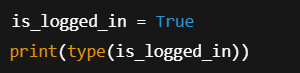 is_logged_in = True
print(type(is_logged_in))